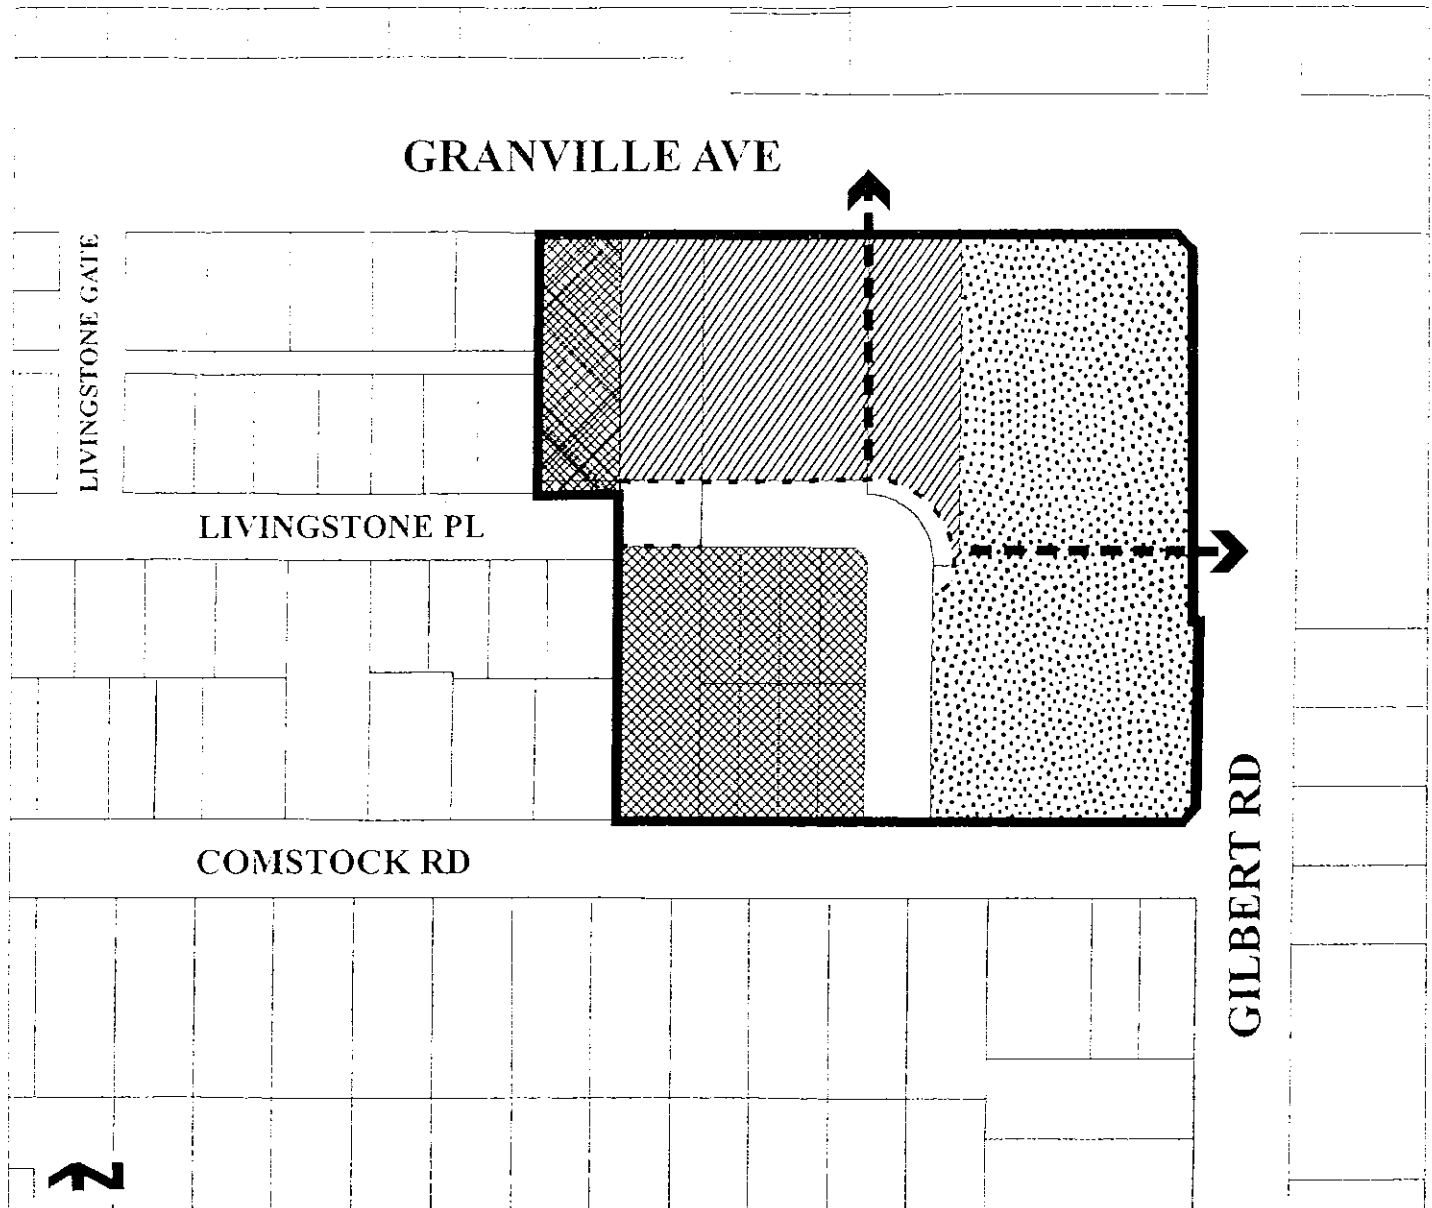 GRANVILLE AVE
LIVINGSTONE GATE
LIVINGSTONE PL
COMSTOCK RD
GILBERT RD
N